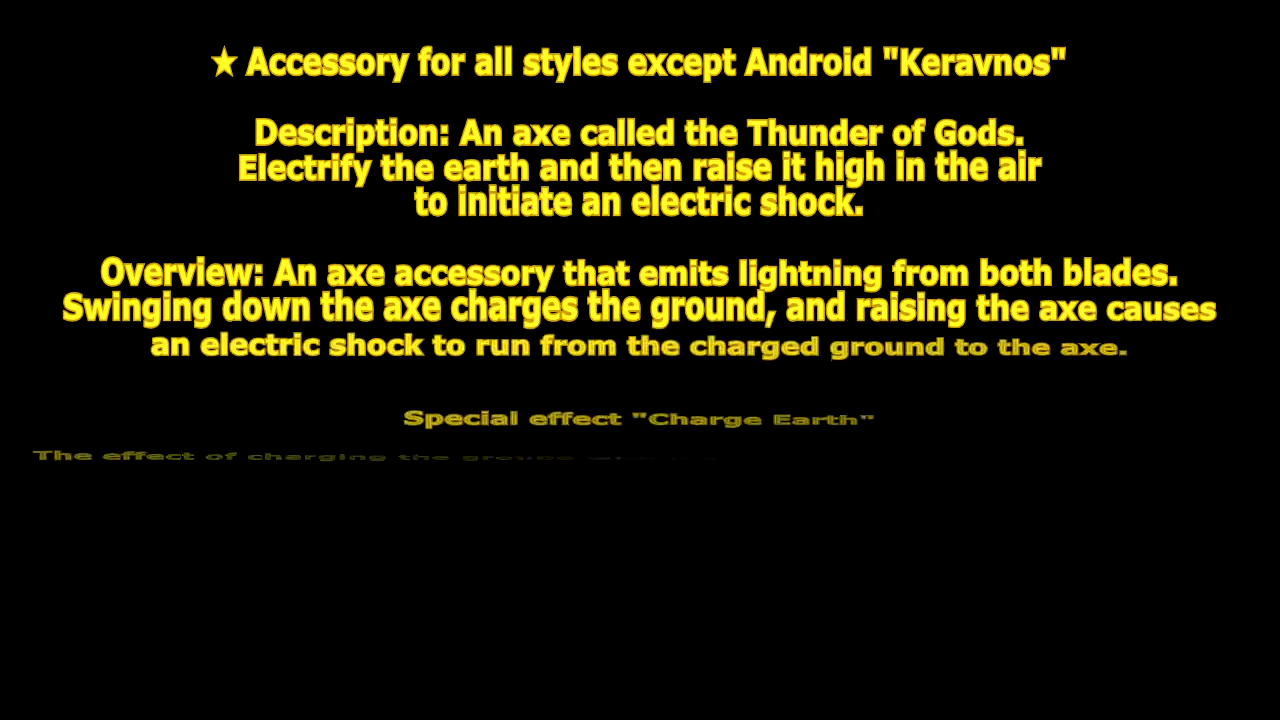 ★ Accessory for all styles except Android "Keravnos"
Description: An axe called the Thunder of Gods.
Electrify the earth and then raise it high in the air
to initiate an electric shock.
Overview: An axe accessory that emits lightning from both blades.
Swinging down the axe charges the ground, and raising the axe causes
an electric shock to run from the charged ground to the axe.
Special effect "Charge Earth"
The effect of charging the ground